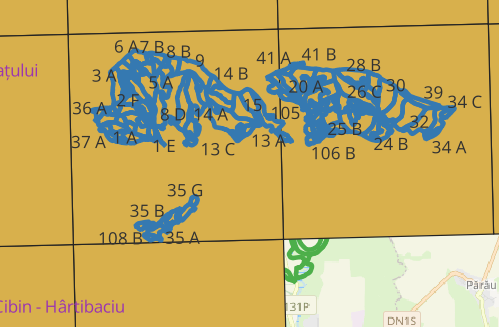 6 A 7 B 8 B 9
41 A 41 B
28 B
ațului
3 A 5 A 14 B
20 A 26 C 30 39
36 A 2 F 8 D 14 A 15 105
34 C
37 A 1 A 1 E 13 C 13 A
25 B 32
106 B 24 B 34 A
35 G
35 B
108 B 35 A
Cibin - Hârtibaciu
131P
Părău
DN1S